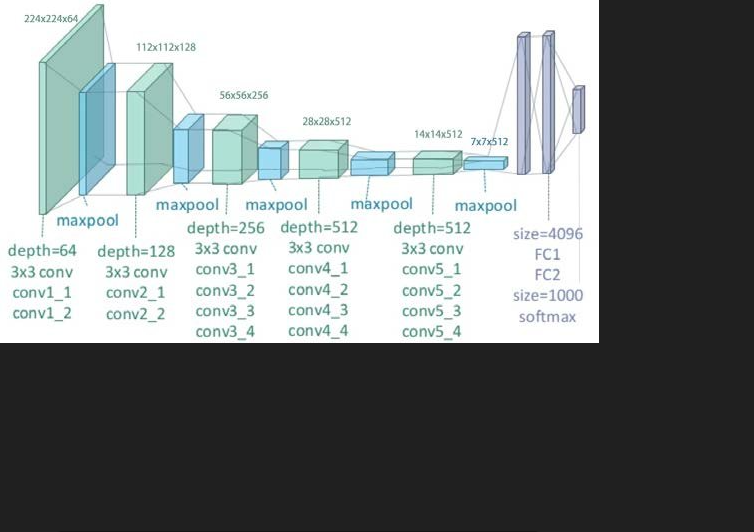 224x224x64
112x112x128
56x56x256
28x28x512
14x14x512
7x7x512
maxpool
maxpool
maxpool
maxpool
maxpool
depth=64
3x3 conv
conv1_1
conv1_2
depth=128
3x3 conv
conv2_1
conv2_2
depth=256
3x3 conv
conv3_1
conv3_2
conv3_3
conv3_4
depth=512
3x3 conv
conv4_1
conv4_2
conv4_3
conv4_4
depth=512
3x3 conv
conv5_1
conv5_2
conv5_3
conv5_4
size=4096
FC1
FC2
size=1000
softmax